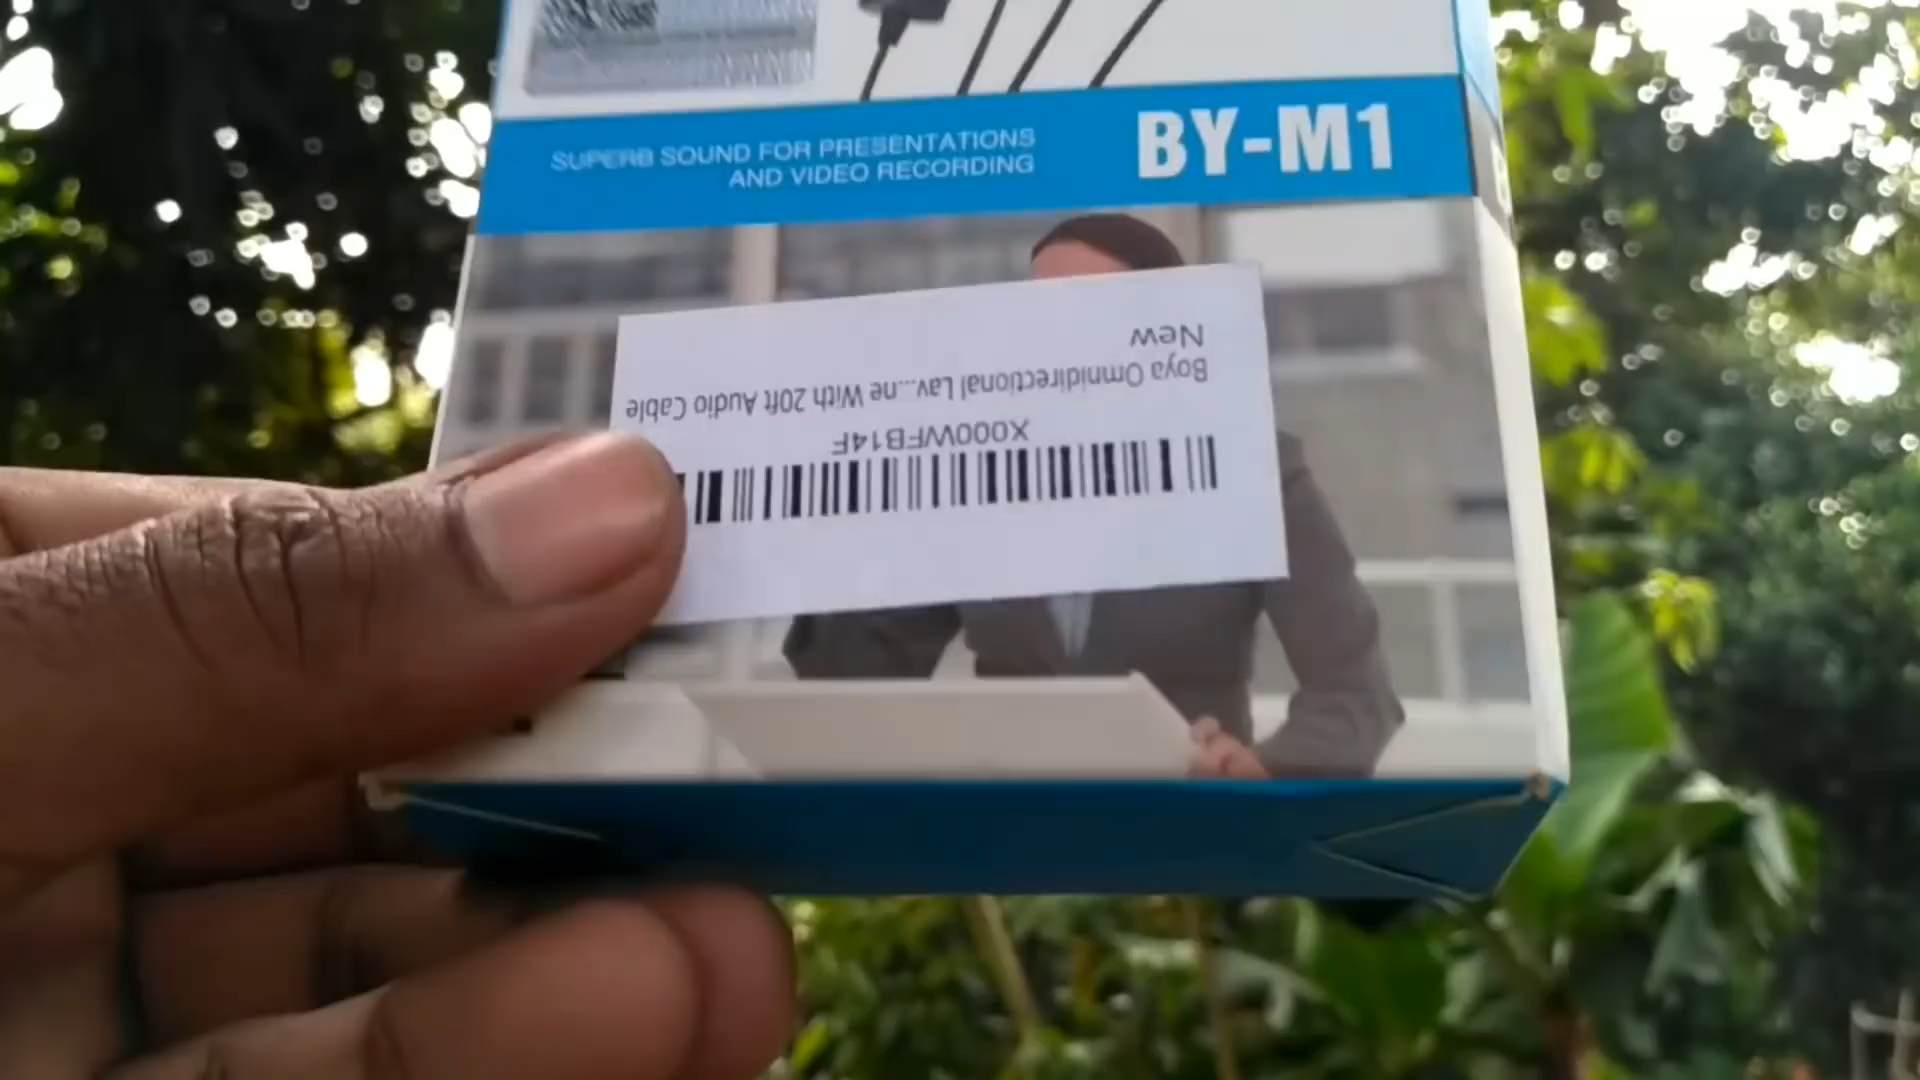 SUPERB SOUND FOR PRESENTATIONS
AND VIDEO RECORDING
BY-M1
X000WFB14F
Boya Omnidirectional Lav...ne With 20ft Audio Cable
New